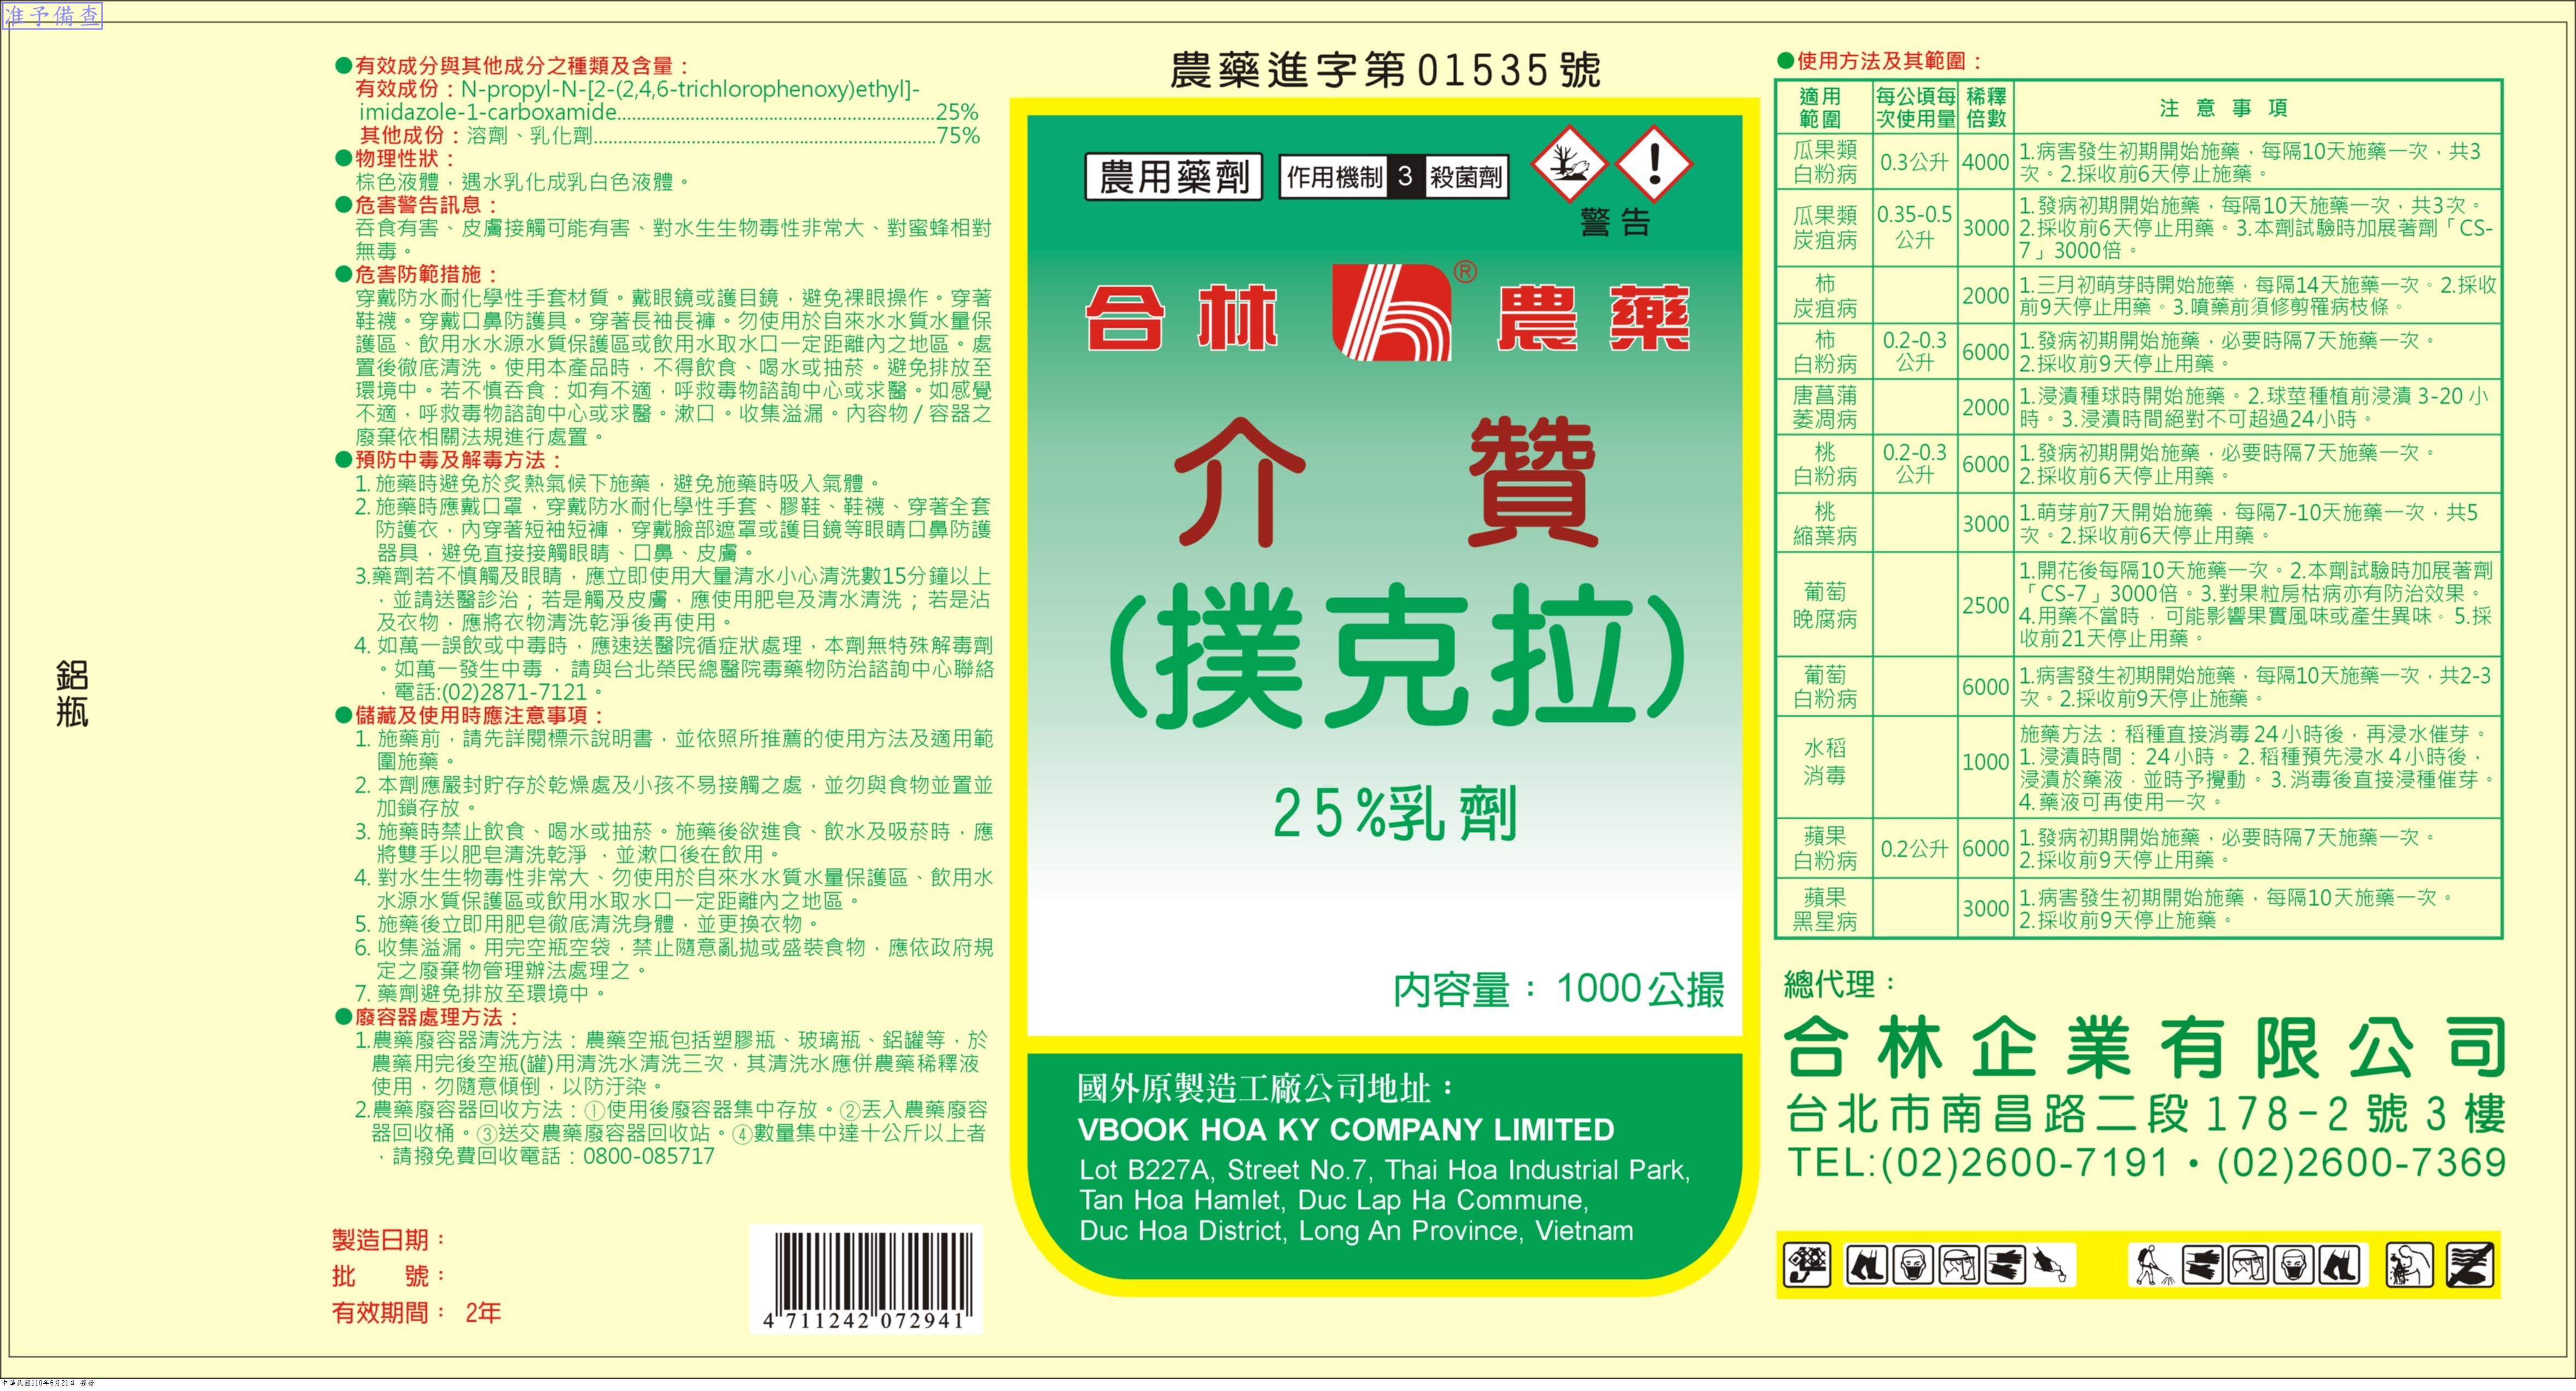 准予備查
鋁瓶
●有效成分與其他成分之種類及含量：
有效成份：N-propyl-N-[2-(2,4,6-trichlorophenoxy)ethyl]-
imidazole-1-carboxamide..........25%
其他成份：溶劑、乳化劑..........75%
●物理性狀：
棕色液體，遇水乳化成乳白色液體。
●危害警告訊息：
吞食有害、皮膚接觸可能有害、對水生生物毒性非常大、對蜜蜂相對
無毒。
●危害防範措施：
穿戴防水耐化學性手套材質。戴眼鏡或護目鏡，避免裸眼操作。穿著
鞋襪。穿戴口鼻防護具。穿著長袖長褲。勿使用於自來水水質水量保
護區、飲用水水源水質保護區或飲用水取水口一定距離內之地區。處
置後徹底清洗。使用本產品時，不得飲食、喝水或抽菸。避免排放至
環境中。若不慎吞食：如有不適，呼救毒物諮詢中心或求醫。如感覺
不適，呼救毒物諮詢中心或求醫。漱口。收集溢漏。內容物/容器之
廢棄依相關法規進行處置。
●預防中毒及解毒方法：
1. 施藥時避免於炙熱氣候下施藥，避免施藥時吸入氣體。
2. 施藥時應戴口罩，穿戴防水耐化學性手套、膠鞋、鞋襪、穿著全套
防護衣，內穿著短袖短褲，穿戴臉部遮罩或護目鏡等眼睛口鼻防護
器具，避免直接接觸眼睛、口鼻、皮膚。
3.藥劑若不慎觸及眼睛，應立即使用大量清水小心清洗數15分鐘以上
，並請送醫診治；若是觸及皮膚，應使用肥皂及清水清洗；若是沾
及衣物，應將衣物清洗乾淨後再使用。
4. 如萬一誤飲或中毒時，應速送醫院循症狀處理，本劑無特殊解毒劑
。如萬一發生中毒，請與台北榮民總醫院毒藥物防治諮詢中心聯絡
，電話:(02)2871-7121。
●儲藏及使用時應注意事項：
1. 施藥前，請先詳閱標示說明書，並依照所推薦的使用方法及適用範
圍施藥。
2. 本劑應嚴封貯存於乾燥處及小孩不易接觸之處，並勿與食物並置並
加鎖存放。
3. 施藥時禁止飲食、喝水或抽菸。施藥後欲進食、飲水及吸菸時，應
將雙手以肥皂清洗乾淨，並漱口後在飲用。
4. 對水生生物毒性非常大、勿使用於自來水水質水量保護區、飲用水
水源水質保護區或飲用水取水口一定距離內之地區。
5. 施藥後立即用肥皂徹底清洗身體，並更換衣物。
6. 收集溢漏。用完空瓶空袋，禁止隨意亂拋或盛裝食物，應依政府規
定之廢棄物管理辦法處理之。
7. 藥劑避免排放至環境中。
●廢容器處理方法：
1.農藥廢容器清洗方法：農藥空瓶包括塑膠瓶、玻璃瓶、鋁罐等，於
農藥用完後空瓶(罐)用清洗水清洗三次，其清洗水應併農藥稀釋液
使用，勿隨意傾倒，以防汙染。
2.農藥廢容器回收方法：①使用後廢容器集中存放。②丟入農藥廢容
器回收桶。③送交農藥廢容器回收站。④數量集中達十公斤以上者
，請撥免費回收電話：0800-085717
製造日期：
批　　號：
有效期間： 2年
4 711242 072941
農藥進字第01535號
農用藥劑
作用機制 3 殺菌劑
警告
合林 ® 農藥
介贊
(撲克拉)
25%乳劑
內容量： 1000公撮
國外原製造工廠公司地址：
VBOOK HOA KY COMPANY LIMITED
Lot B227A, Street No.7, Thai Hoa Industrial Park,
Tan Hoa Hamlet, Duc Lap Ha Commune,
Duc Hoa District, Long An Province, Vietnam
●使用方法及其範圍：
適用範圍 每公頃每次使用量 稀釋倍數 注意事項
瓜果類白粉病 0.3公升 4000 1.病害發生初期開始施藥，每隔10天施藥一次，共3
次。2.採收前6天停止施藥。
瓜果類炭疽病 0.35-0.5公升 3000 1.發病初期開始施藥，每隔10天施藥一次，共3次。
2.採收前6天停止用藥。3.本劑試驗時加展著劑「CS-
7」3000倍。
柿炭疽病 2000 1.三月初萌芽時開始施藥，每隔14天施藥一次。2.採收
前9天停止用藥。3.噴藥前須修剪罹病枝條。
柿白粉病 0.2-0.3公升 6000 1.發病初期開始施藥，必要時隔7天施藥一次。
2.採收前9天停止用藥。
唐菖蒲萎凋病 2000 1.浸漬種球時開始施藥。2.球莖種植前浸漬 3-20 小
時。3.浸漬時間絕對不可超過24小時。
桃白粉病 0.2-0.3公升 6000 1.發病初期開始施藥，必要時隔7天施藥一次。
2.採收前6天停止用藥。
桃縮葉病 3000 1.萌芽前7天開始施藥，每隔7-10天施藥一次，共5
次。2.採收前6天停止用藥。
葡萄晚腐病 2500 1.開花後每隔10天施藥一次。2.本劑試驗時加展著劑
「CS-7」3000倍。3.對果粒房枯病亦有防治效果。
4.用藥不當時，可能影響果實風味或產生異味。5.採
收前21天停止用藥。
葡萄白粉病 6000 1.病害發生初期開始施藥，每隔10天施藥一次，共2-3
次。2.採收前9天停止施藥。
水稻消毒 1000 施藥方法：稻種直接消毒24小時後，再浸水催芽。
1.浸漬時間：24小時。2.稻種預先浸水4小時後，
浸漬於藥液，並時予攪動。3.消毒後直接浸種催芽。
4.藥液可再使用一次。
蘋果白粉病 0.2公升 6000 1.發病初期開始施藥，必要時隔7天施藥一次。
2.採收前9天停止用藥。
蘋果黑星病 3000 1.病害發生初期開始施藥，每隔10天施藥一次。
2.採收前9天停止施藥。
總代理：
合林企業有限公司
台北市南昌路二段178-2號3樓
TEL:(02)2600-7191・(02)2600-7369
中華民國110年6月21日 簽發